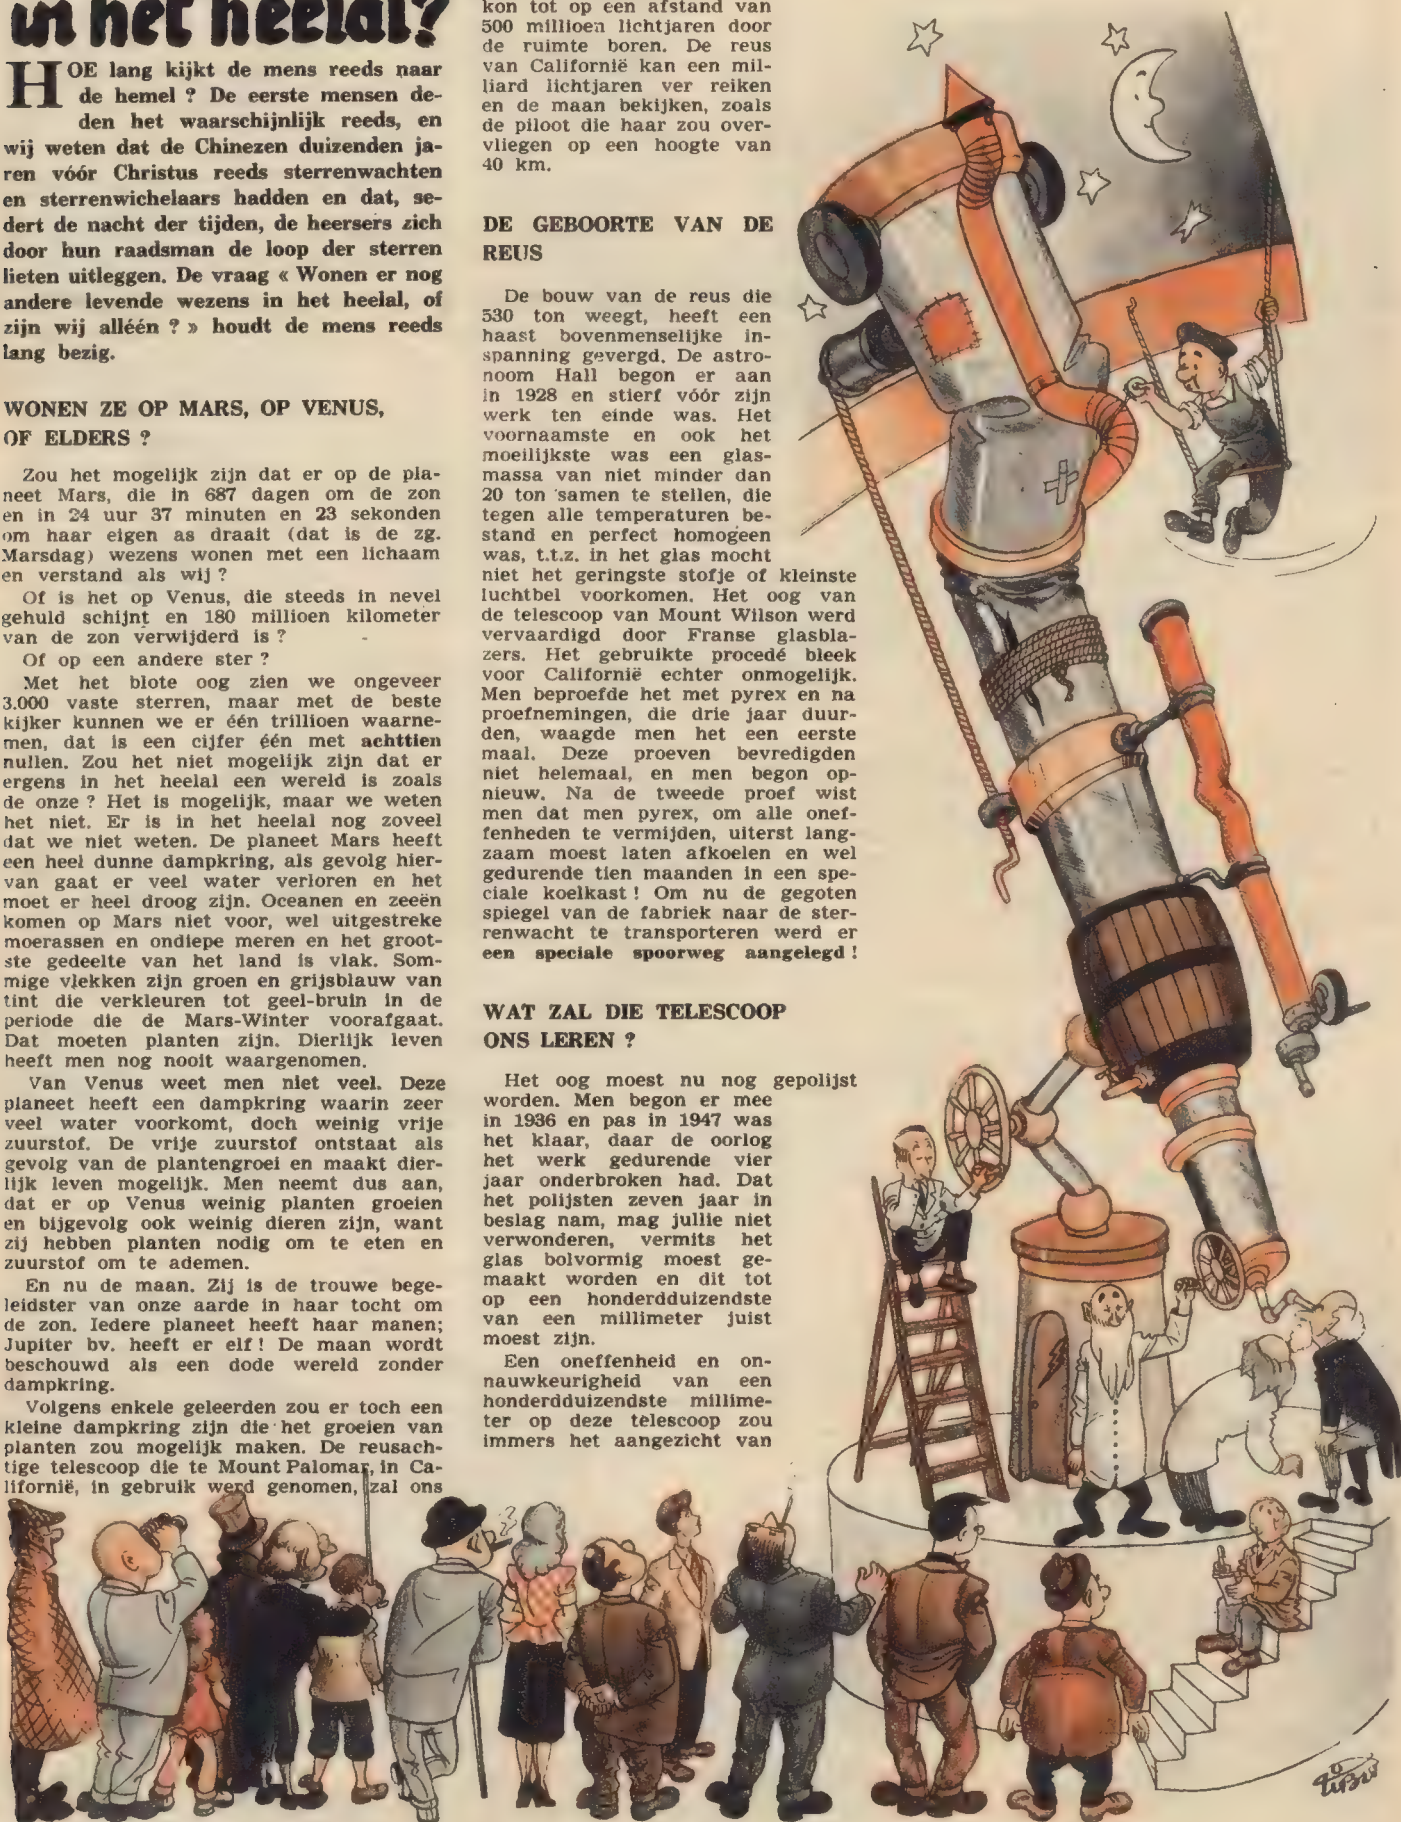 in het heelal?
HOE lang kijkt de mens reeds naar
de hemel ? De eerste mensen de-
den het waarschijnlijk reeds, en
wij weten dat de Chinezen duizenden ja-
ren vóór Christus reeds sterrenwachten
en sterrenwichelaars hadden en dat, se-
dert de nacht der tijden, de heersers zich
door hun raadsman de loop der sterren
lieten uitleggen. De vraag « Wonen er nog
andere levende wezens in het heelal, of
zijn wij alléén ? » houdt de mens reeds
lang bezig.
WONEN ZE OP MARS, OP VENUS,
OF ELDERS ?
Zou het mogelijk zijn dat er op de pla-
neet Mars, die in 687 dagen om de zon
en in 24 uur 37 minuten en 23 sekonden
om haar eigen as draait (dat is de zg.
Marsdag) wezens wonen met een lichaam
en verstand als wij ?
Of is het op Venus, die steeds in nevel
gehuld schijnt en 180 millioen kilometer
van de zon verwijderd is ?
Of op een andere ster ?
Met het blote oog zien we ongeveer
3.000 vaste sterren, maar met de beste
kijker kunnen we er één trillioen waarne-
men, dat is een cijfer één met achttien
nullen. Zou het niet mogelijk zijn dat er
ergens in het heelal een wereld is zoals
de onze ? Het is mogelijk, maar we weten
het niet. Er is in het heelal nog zoveel
dat we niet weten. De planeet Mars heeft
een heel dunne dampkring, als gevolg hier-
van gaat er veel water verloren en het
moet er heel droog zijn. Oceanen en zeeën
komen op Mars niet voor, wel uitgestreke
moerassen en ondiepe meren en het groot-
ste gedeelte van het land is vlak. Som-
mige vlekken zijn groen en grijsblauw van
tint die verkleuren tot geel-bruin in de
periode die de Mars-Winter voorafgaat.
Dat moeten planten zijn. Dierlijk leven
heeft men nog nooit waargenomen.
Van Venus weet men niet veel. Deze
planeet heeft een dampkring waarin zeer
veel water voorkomt, doch weinig vrije
zuurstof. De vrije zuurstof ontstaat als
gevolg van de plantengroei en maakt dier-
lijk leven mogelijk. Men neemt dus aan,
dat er op Venus weinig planten groeien
en bijgevolg ook weinig dieren zijn, want
zij hebben planten nodig om te eten en
zuurstof om te ademen.
En nu de maan. Zij is de trouwe bege-
leidster van onze aarde in haar tocht om
de zon. Iedere planeet heeft haar manen;
Jupiter bv. heeft er elf! De maan wordt
beschouwd als een dode wereld zonder
dampkring.
Volgens enkele geleerden zou er toch een
kleine dampkring zijn die het groeien van
planten zou mogelijk maken. De reusach-
tige telescoop die te Mount Palomar, in Ca-
lifornië, in gebruik werd genomen, zal ons
kon tot op een afstand van
500 millioen lichtjaren door
de ruimte boren. De reus
van Californië kan een mil-
liard lichtjaren ver reiken
en de maan bekijken, zoals
de piloot die haar zou over-
vliegen op een hoogte van
40 km.
DE GEBOORTE VAN DE
REUS
De bouw van de reus die
530 ton weegt, heeft een
haast bovenmenselijke in-
spanning gevergd. De astro-
noom Hall begon er aan
in 1928 en stierf vóór zijn
werk ten einde was. Het
voornaamste en ook het
moeilijkste was een glas-
massa van niet minder dan
20 ton samen te stellen, die
tegen alle temperaturen be-
stand en perfect homogeen
was, t.t.z. in het glas mocht
niet het geringste stofje of kleinste
luchtbel voorkomen. Het oog van
de telescoop van Mount Wilson werd
vervaardigd door Franse glasbla-
zers. Het gebruikte procedé bleek
voor Californië echter onmogelijk.
Men beproefde het met pyrex en na
proefnemingen, die drie jaar duur-
den, waagde men het een eerste
maal. Deze proeven bevredigden
niet helemaal, en men begon op-
nieuw. Na de tweede proef wist
men dat men pyrex, om alle onef-
fenheden te vermijden, uiterst lang-
zaam moest laten afkoelen en wel
gedurende tien maanden in een spe-
ciale koelkast! Om nu de gegoten
spiegel van de fabriek naar de ster-
renwacht te transporteren werd er
een speciale spoorweg aangelegd!
WAT ZAL DIE TELESCOOP
ONS LEREN ?
Het oog moest nu nog gepolijst
worden. Men begon er mee
in 1936 en pas in 1947 was
het klaar, daar de oorlog
het werk gedurende vier
jaar onderbroken had. Dat
het polijsten zeven jaar in
beslag nam, mag jullie niet
verwonderen, vermits het
glas bolvormig moest ge-
maakt worden en dit tot
op een honderdduizendste
van een millimeter juist
moest zijn.
Een oneffenheid en on-
nauwkeurigheid van een
honderdduizendste millime-
ter op deze telescoop zou
immers het aangezicht van